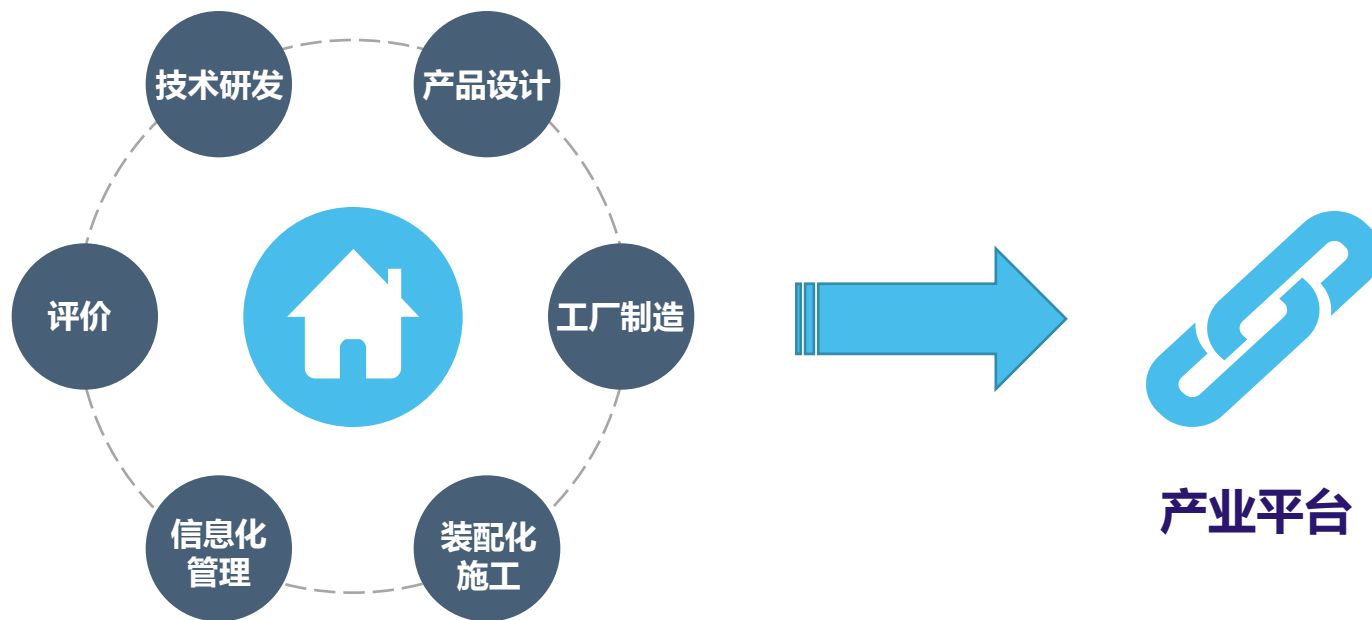 技术研发
产品设计
评价
工厂制造
信息化
管理
装配化
施工
产业平台